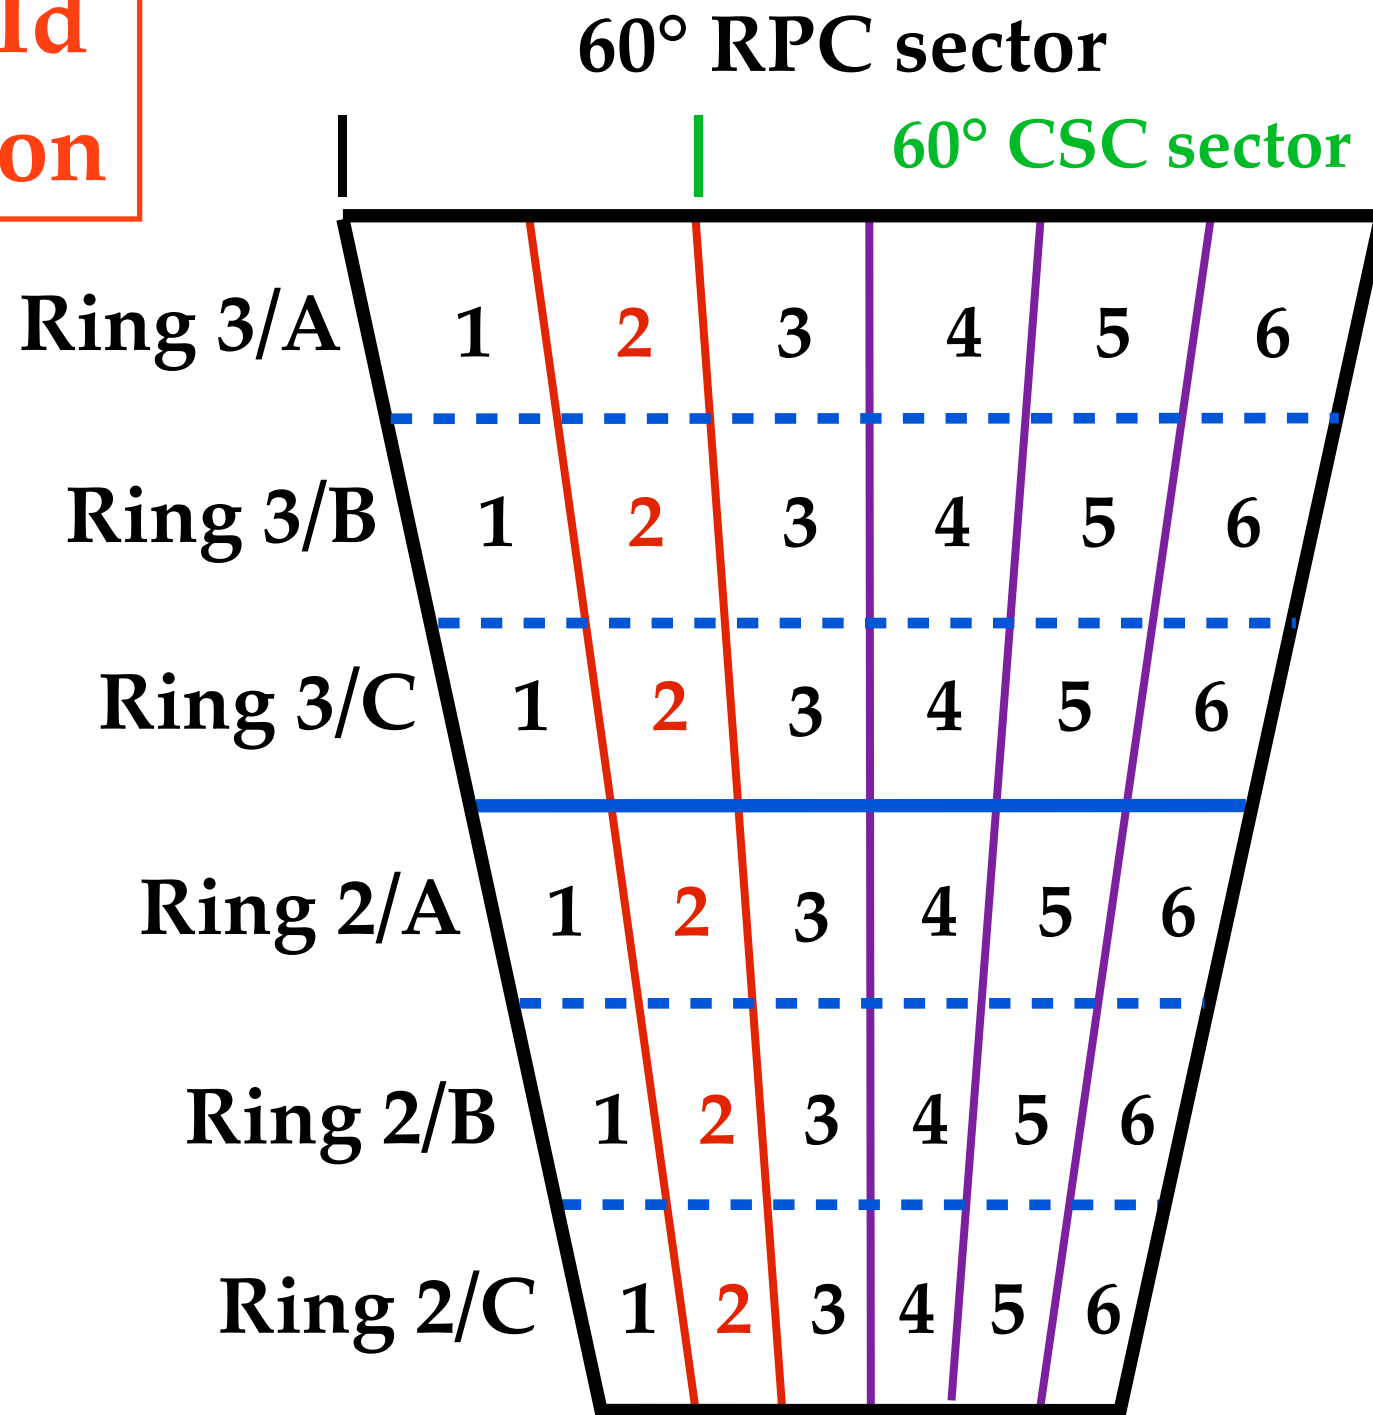 on
60° RPC sector
60° CSC sector
Ring 3/A 1 2 3 4 5 6
Ring 3/B 1 2 3 4 5 6
Ring 3/C 1 2 3 4 5 6
Ring 2/A 1 2 3 4 5 6
Ring 2/B 1 2 3 4 5 6
Ring 2/C 1 2 3 4 5 6